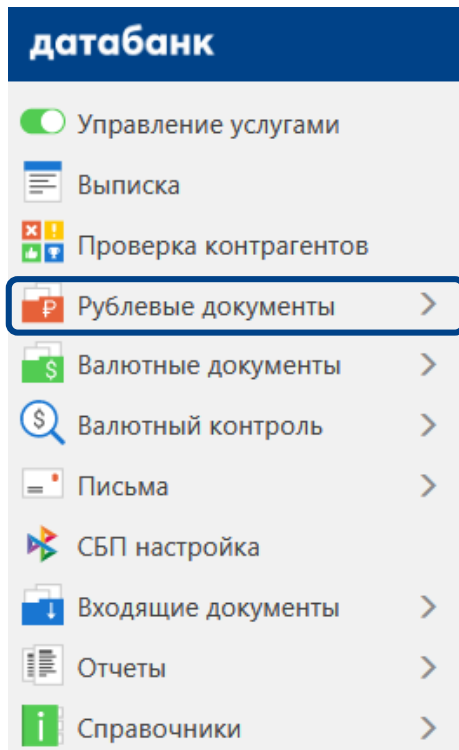 датабанк
Управление услугами
Выписка
Проверка контрагентов
Рублевые документы
Валютные документы
Валютный контроль
Письма
СБП настройка
Входящие документы
Отчеты
Справочники